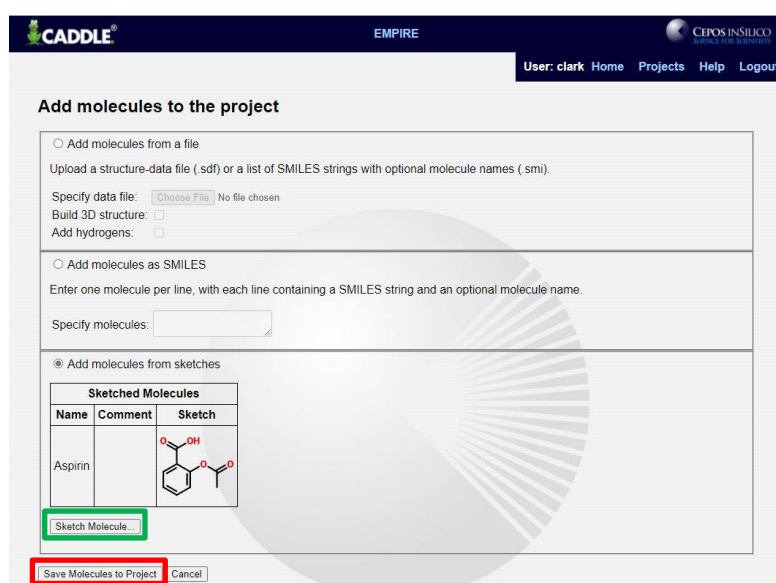 CADDLE®
EMPIRE
CEPOS INSILICO
SCIENCE FOR SCIENTISTS
User: clark Home Projects Help Logout
Add molecules to the project
Add molecules from a file
Upload a structure-data file (.sdf) or a list of SMILES strings with optional molecule names (.smi).
Specify data file: Choose File No file chosen
Build 3D structure:
Add hydrogens:
Add molecules as SMILES
Enter one molecule per line, with each line containing a SMILES string and an optional molecule name.
Specify molecules:
Add molecules from sketches
Sketched Molecules
Name Comment Sketch
O OH
Aspirin
O O
Sketch Molecule...
Save Molecules to Project Cancel